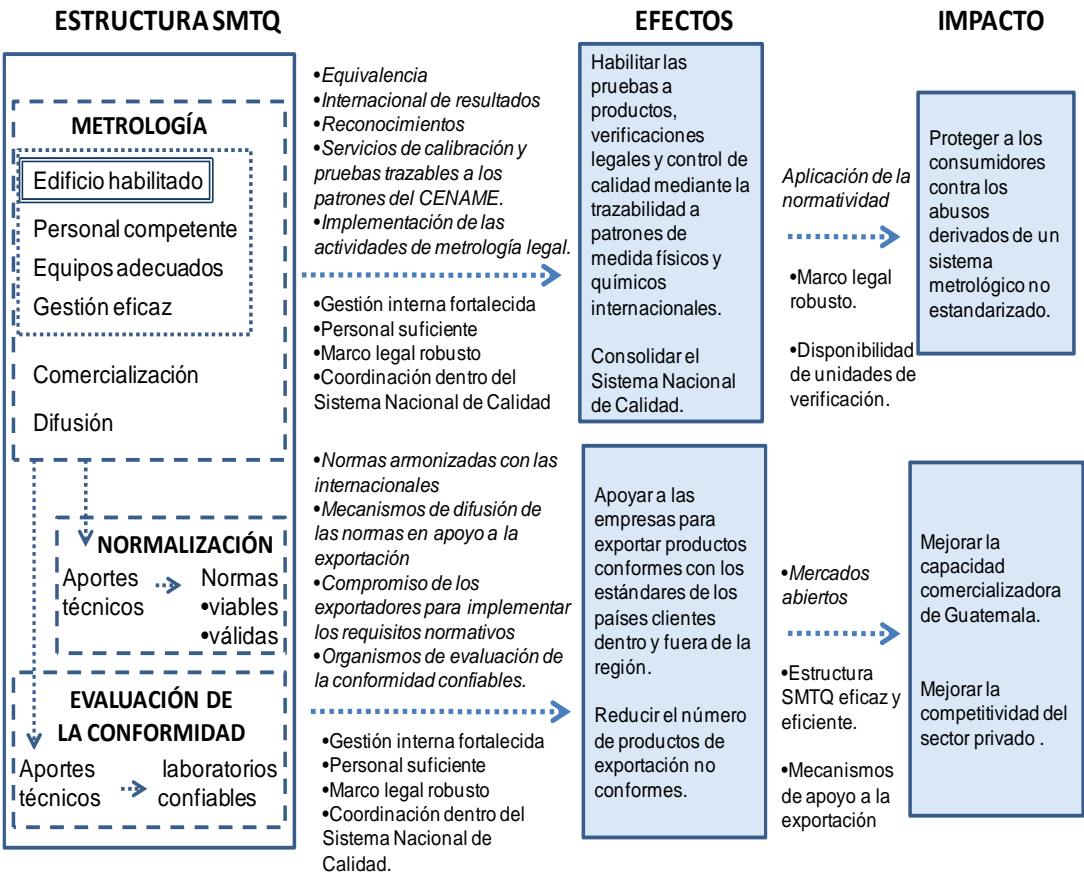 ESTRUCTURA SMTQ
EFECTOS
IMPACTO
METROLOGÍA
Edificio habilitado
Personal competente
Equipos adecuados
Gestión eficaz
Comercialización
Difusión
NORMALIZACIÓN
Aportes
técnicos
Normas
•viables
•válidas
EVALUACIÓN DE
LA CONFORMIDAD
Aportes
técnicos
laboratorios
confiables
•Equivalencia
•Internacional de resultados
•Reconocimientos
•Servicios de calibración y
pruebas trazables a los
patrones del CENAME.
•Implementación de las
actividades de metrología legal.
•Gestión interna fortalecida
•Personal suficiente
•Marco legal robusto
•Coordinación dentro del
Sistema Nacional de Calidad
•Normas armonizadas con las
internacionales
•Mecanismos de difusión de
las normas en apoyo a la
exportación
•Compromiso de los
exportadores para implementar
los requisitos normativos
•Organismos de evaluación de
la conformidad confiables.
•Gestión interna fortalecida
•Personal suficiente
•Marco legal robusto
•Coordinación dentro del
Sistema Nacional de
Calidad.
Habilitar las
pruebas a
productos,
verificaciones
legales y control de
calidad mediante la
trazabilidad a
patrones de
medida físicos y
químicos
internacionales.
Consolidar el
Sistema Nacional
de Calidad.
Apoyar a las
empresas para
exportar productos
conformes con los
estándares de los
países clientes
dentro y fuera de la
región.
Reducir el número
de productos de
exportación no
conformes.
Aplicación de la
normatividad
•Marco legal
robusto.
•Disponibilidad
de unidades de
verificación.
•Mercados
abiertos
•Estructura
SMTQ eficaz y
eficiente.
•Mecanismos
de apoyo a la
exportación
Proteger a los
consumidores
contra los
abusos
derivados de un
sistema
metrológico no
estandarizado.
Mejorar la
capacidad
comercializadora
de Guatemala.
Mejorar la
competitividad del
sector privado .